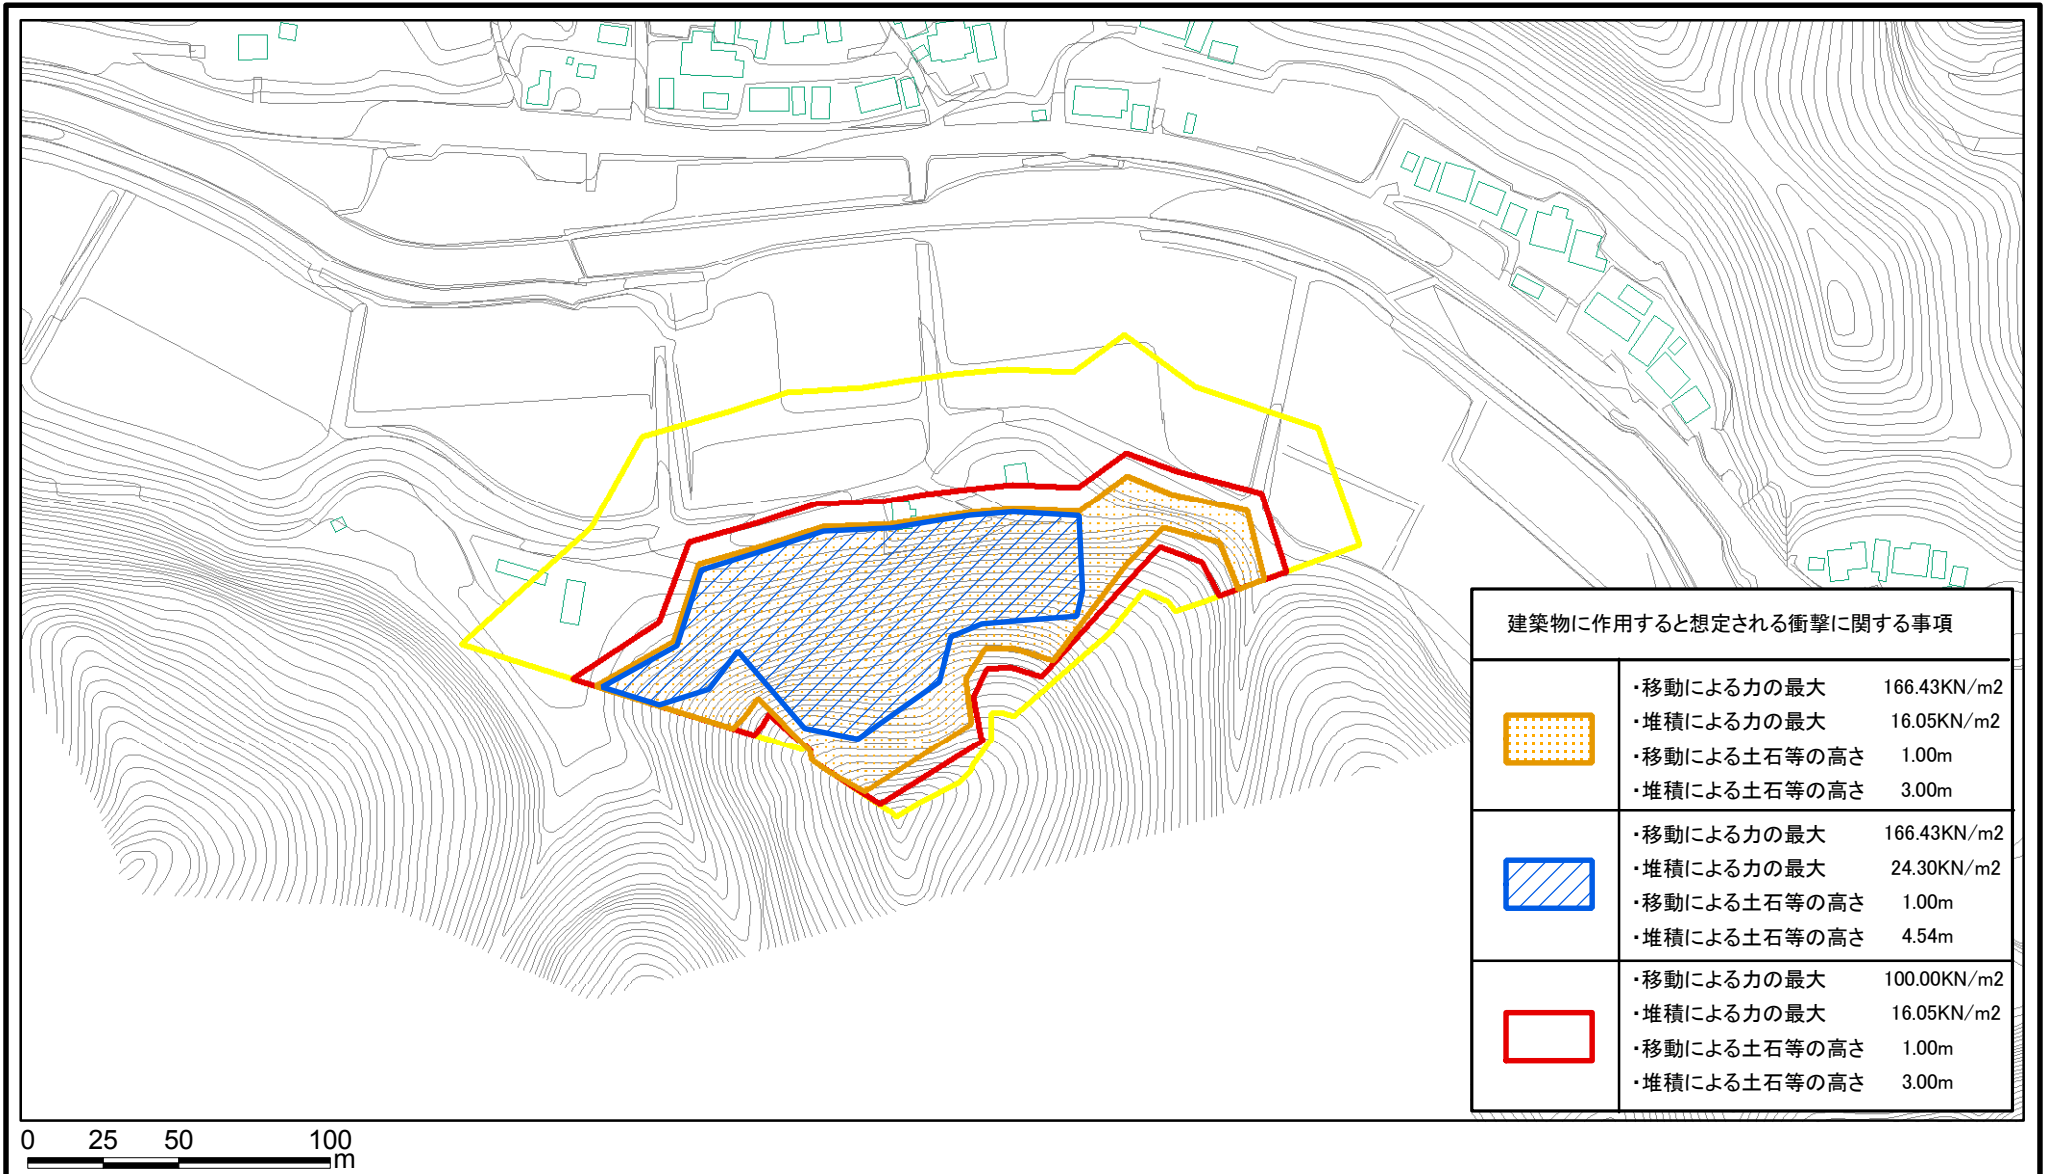 建築物に作用すると想定される衝撃に関する事項
・移動による力の最大 166.43KN/m2
・堆積による力の最大 16.05KN/m2
・移動による土石等の高さ 1.00m
・堆積による土石等の高さ 3.00m
・移動による力の最大 166.43KN/m2
・堆積による力の最大 24.30KN/m2
・移動による土石等の高さ 1.00m
・堆積による土石等の高さ 4.54m
・移動による力の最大 100.00KN/m2
・堆積による力の最大 16.05KN/m2
・移動による土石等の高さ 1.00m
・堆積による土石等の高さ 3.00m
0 25 50 100
m